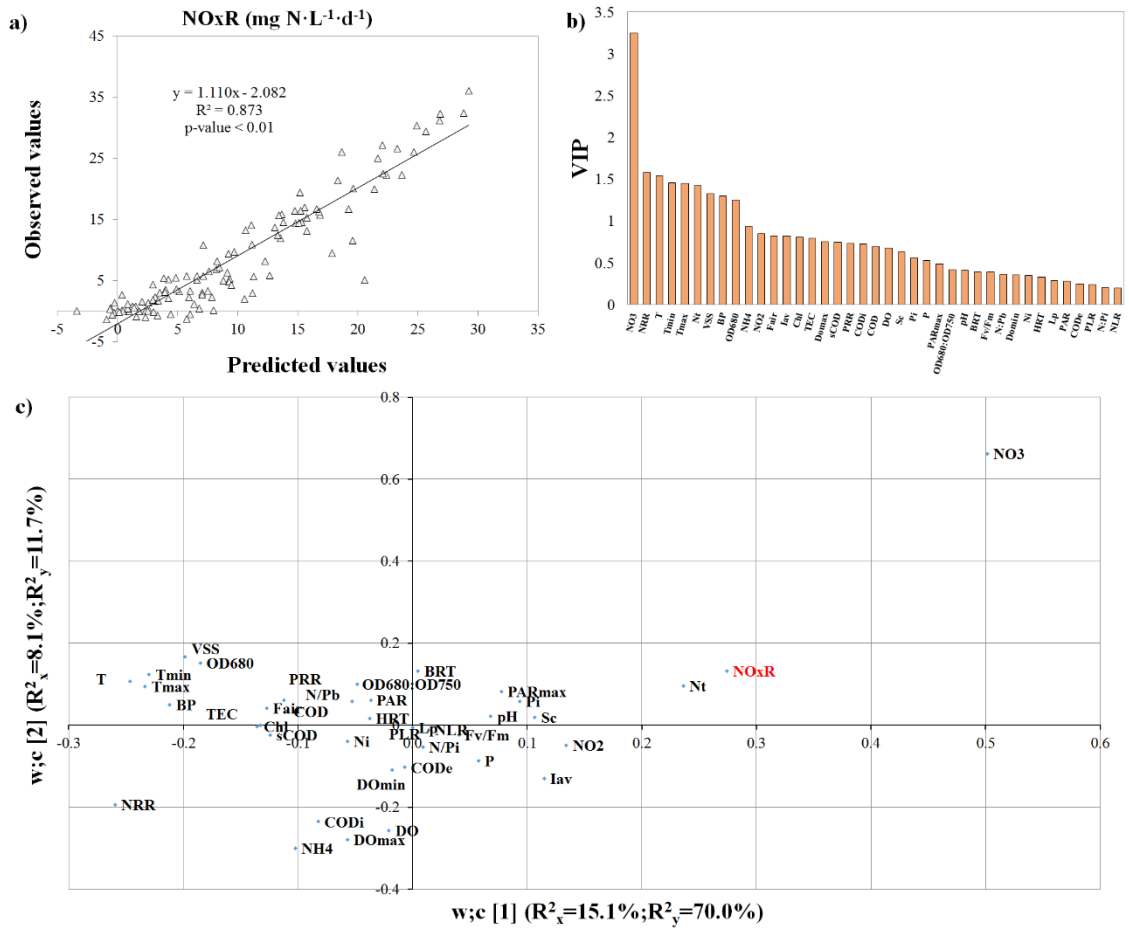 a)
NOxR (mg N·L⁻¹·d⁻¹)
45
35
25
15
5
-5
-5
0
5
10
15
20
25
30
35
y = 1.110x - 2.082
R² = 0.873
p-value < 0.01
Observed values
Predicted values
b)
3.5
3
2.5
2
1.5
1
0.5
0
VIP
NO3
NRR
T
Tmin
Tmax
Nt
VSS
BP
OD680
NH4
NO2
Fair
Iav
Chl
TEC
Domax
sCOD
PRR
CODi
COD
DO
Sc
Pi
P
PARmax
OD680:OD750
pH
BRT
Fv/Fm
N:Pb
Domin
Ni
HRT
Lp
PAR
CODe
PLR
N:Pi
NLR
c)
0.8
0.6
0.4
0.2
0
-0.2
-0.4
-0.3
-0.2
-0.1
0.0
0.1
0.2
0.3
0.4
0.5
0.6
w;c [2] (R²x=8.1%;R²y=11.7%)
NO3
VSS
OD680
T
Tmin
Tmax
BP
PRR
N/Pb
OD680:OD750
BRT
PAR
PARmax
Pi
Nt
NOxR
TEC
Fair
COD
Chl
sCOD
HRT
pH
Sc
Ni
PLR
Lp
NLR
Fv/Fm
N/Pi
NO2
P
CODe
DOmin
Iav
NRR
CODi
DO
DOmax
NH4
w;c [1] (R²x=15.1%;R²y=70.0%)